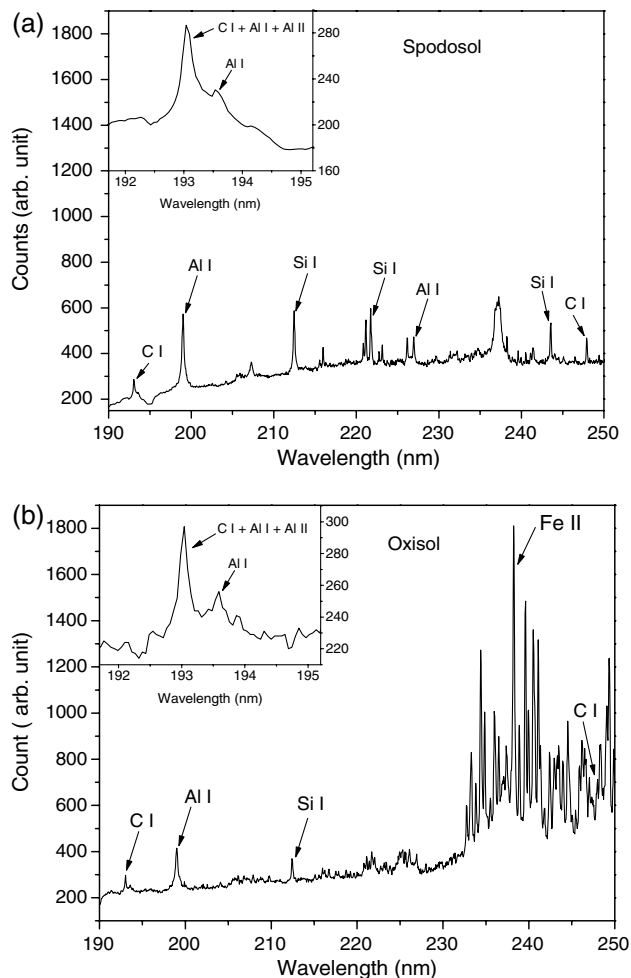 (a)
1800
1600
1400
1200
1000
800
600
400
200
Counts (arb. unit)
C I + Al I + Al II
Al I
280
240
200
160
192 193 194 195
Wavelength (nm)
Spodosol
C I
Al I
Si I
Si I
Al I
Si I
C I
190 200 210 220 230 240 250
Wavelength (nm)
(b)
1800
1600
1400
1200
1000
800
600
400
200
Count ( arb. unit)
C I + Al I + Al II
Al I
300
280
260
240
220
192 193 194 195
Wavelength (nm)
Oxisol
Fe II
C I
Al I
Si I
C I
190 200 210 220 230 240 250
Wavelength (nm)